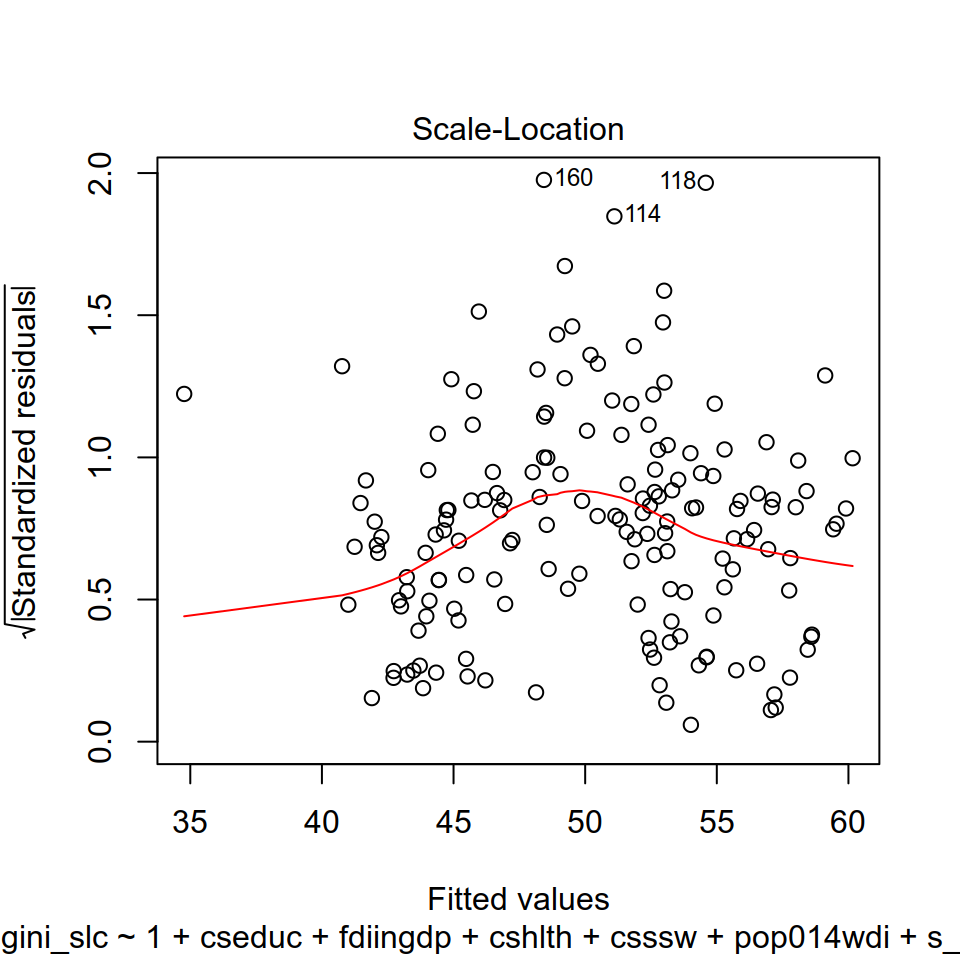 Scale-Location
√|Standardized residuals|
2.0
1.5
1.0
0.5
0.0
160
118
114
35 40 45 50 55 60
Fitted values
gini_slc ~ 1 + cseduc + fdiingdp + cshlth + csssw + pop014wdi + s_